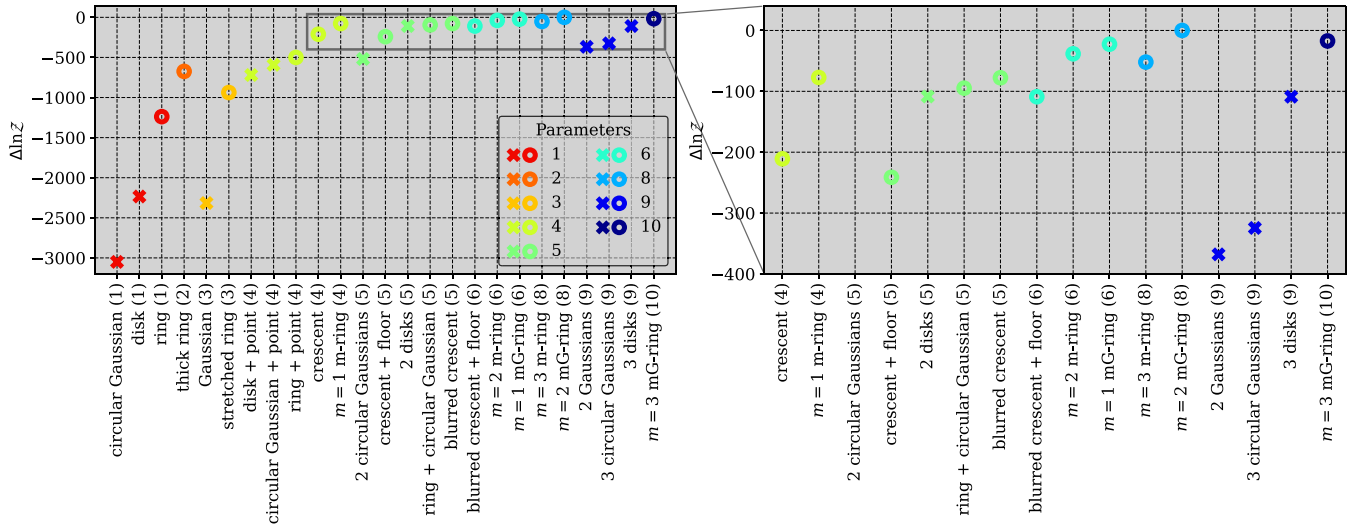 Δln𝒵
0
−500
−1000
−1500
−2000
−2500
−3000
circular Gaussian (1)
disk (1)
ring (1)
thick ring (2)
Gaussian (3)
stretched ring (3)
disk + point (4)
circular Gaussian + point (4)
ring + point (4)
crescent (4)
m = 1 m-ring (4)
2 circular Gaussians (5)
crescent + floor (5)
2 disks (5)
ring + circular Gaussian (5)
blurred crescent (5)
blurred crescent + floor (6)
m = 2 m-ring (6)
m = 1 mG-ring (6)
m = 3 m-ring (8)
m = 2 mG-ring (8)
2 Gaussians (9)
3 circular Gaussians (9)
3 disks (9)
m = 3 mG-ring (10)
Parameters
1
2
3
4
5
6
8
9
10
Δln𝒵
0
−100
−200
−300
−400
crescent (4)
m = 1 m-ring (4)
2 circular Gaussians (5)
crescent + floor (5)
2 disks (5)
ring + circular Gaussian (5)
blurred crescent (5)
blurred crescent + floor (6)
m = 2 m-ring (6)
m = 1 mG-ring (6)
m = 3 m-ring (8)
m = 2 mG-ring (8)
2 Gaussians (9)
3 circular Gaussians (9)
3 disks (9)
m = 3 mG-ring (10)